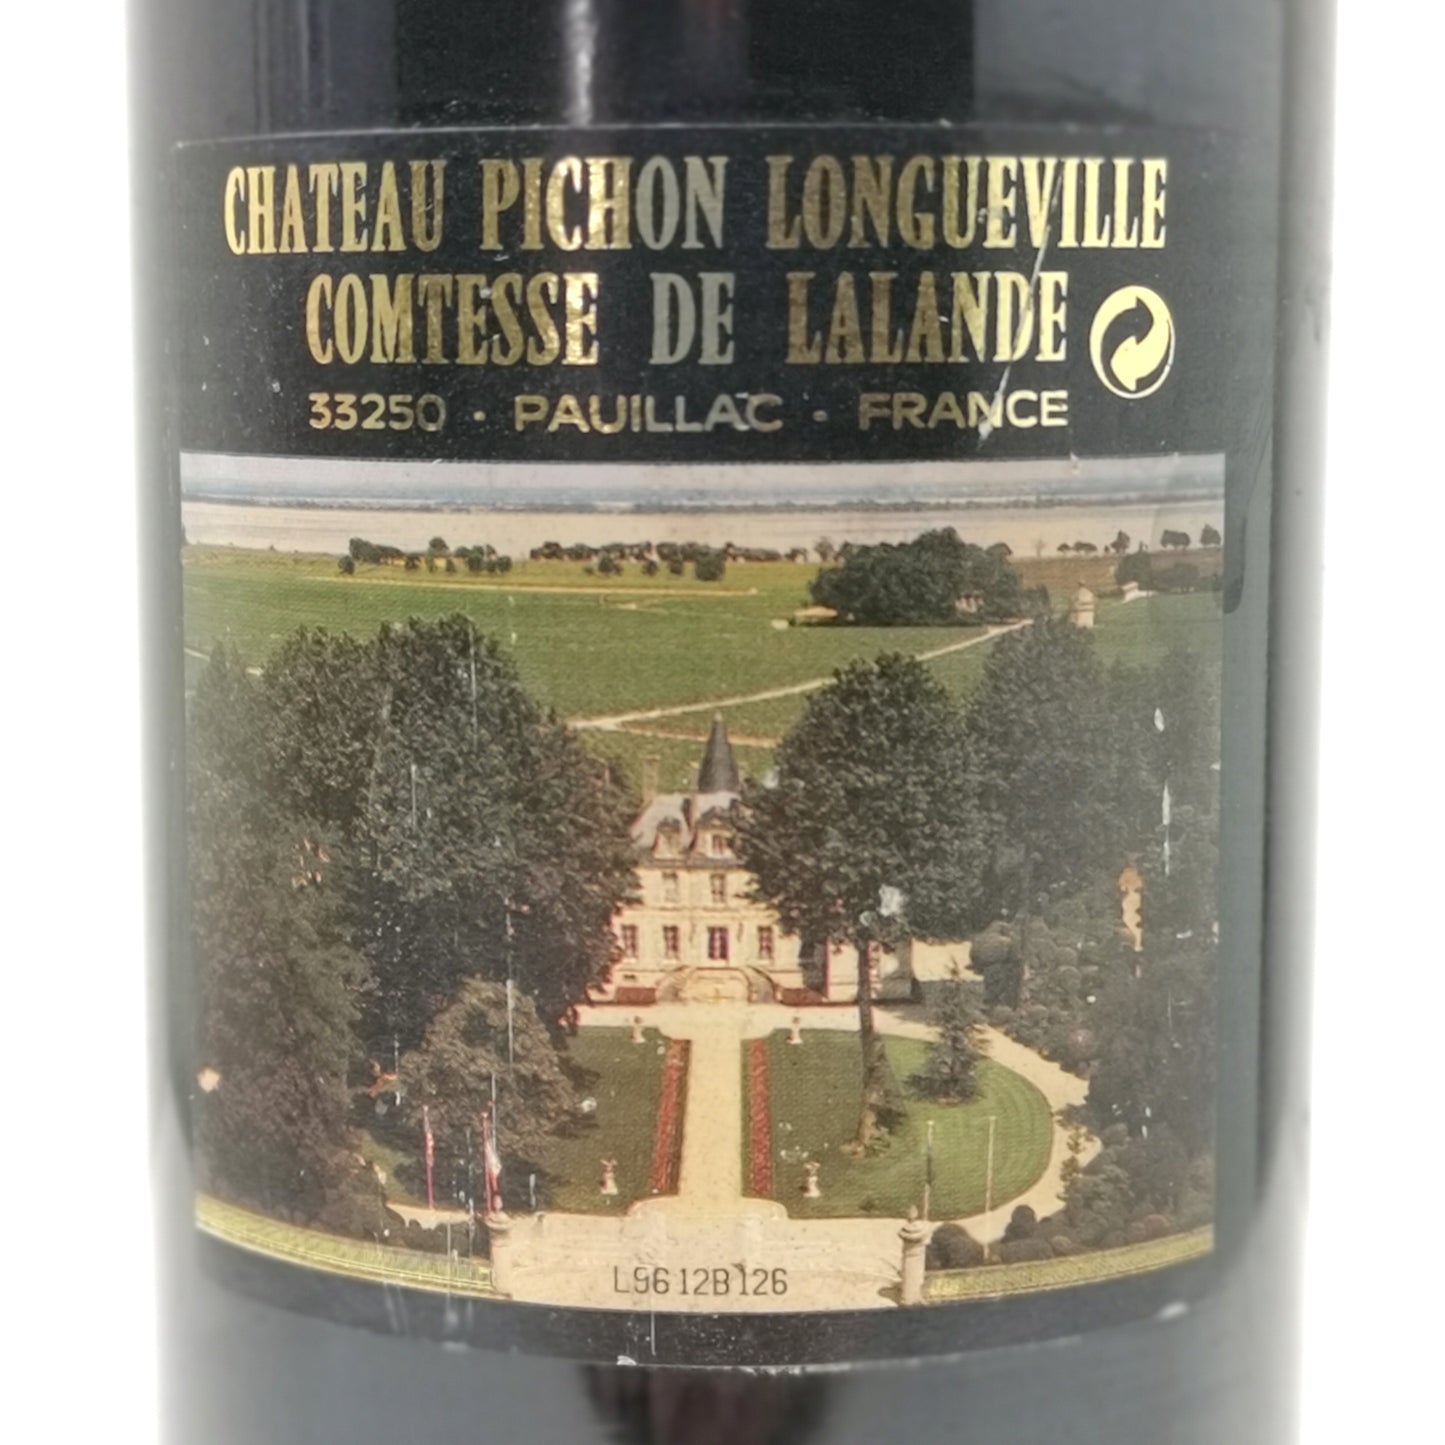 CHATEAU PICHON LONGUEVILLE
COMTESSE DE LALANDE
33250 · PAUILLAC · FRANCE
L9612B126